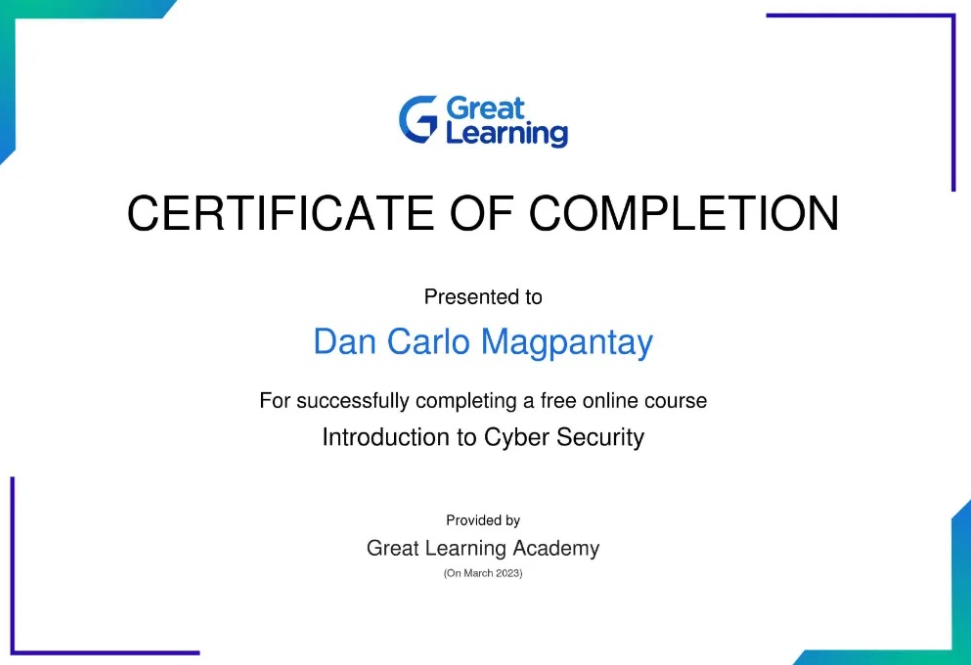 Great
Learning
CERTIFICATE OF COMPLETION
Presented to
Dan Carlo Magpantay
For successfully completing a free online course
Introduction to Cyber Security
Provided by
Great Learning Academy
(On March 2023)